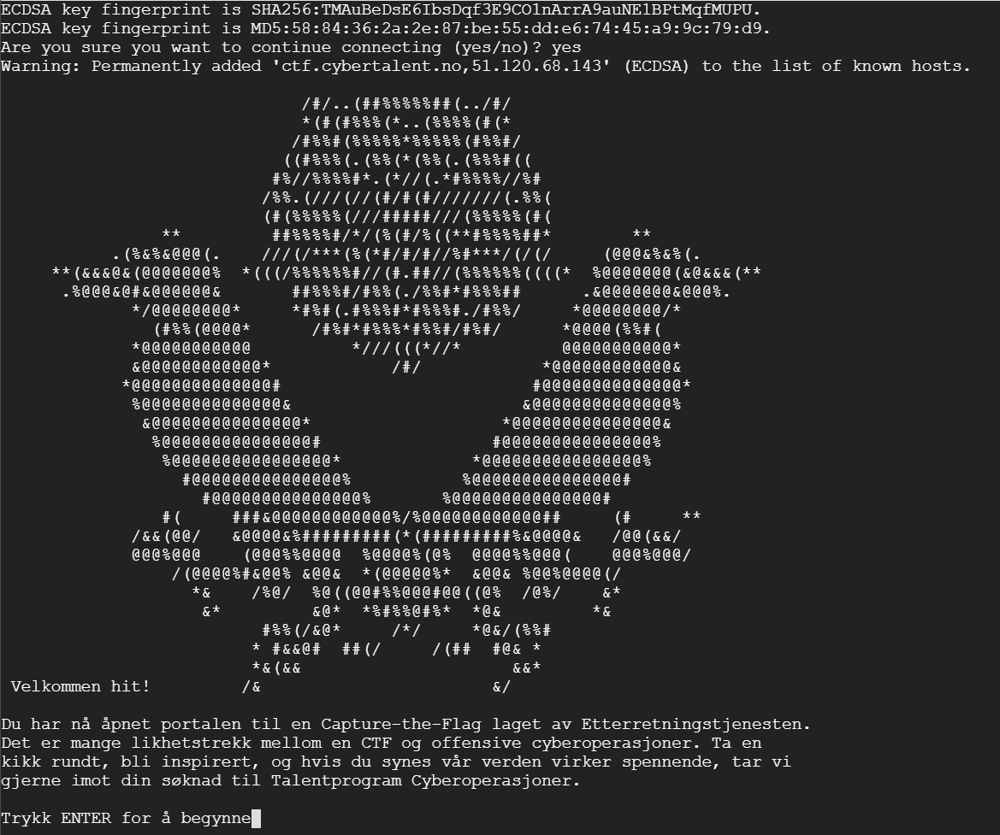 ECDSA key fingerprint is SHA256:TMAuBeDsE6IbsDqf3E9CO1nArrA9auNE1BPtMqfMUPU.
ECDSA key fingerprint is MD5:58:84:36:2a:2e:87:be:55:dd:e6:74:45:a9:9c:79:d9.
Are you sure you want to continue connecting (yes/no)? yes
Warning: Permanently added 'ctf.cybertalent.no,51.120.68.143' (ECDSA) to the list of known hosts.
Velkommen hit!
Du har nå åpnet portalen til en Capture-the-Flag laget av Etterretningstjenesten.
Det er mange likhetstrekk mellom en CTF og offensive cyberoperasjoner. Ta en
kikk rundt, bli inspirert, og hvis du synes vår verden virker spennende, tar vi
gjerne imot din søknad til Talentprogram Cyberoperasjoner.
Trykk ENTER for å begynne